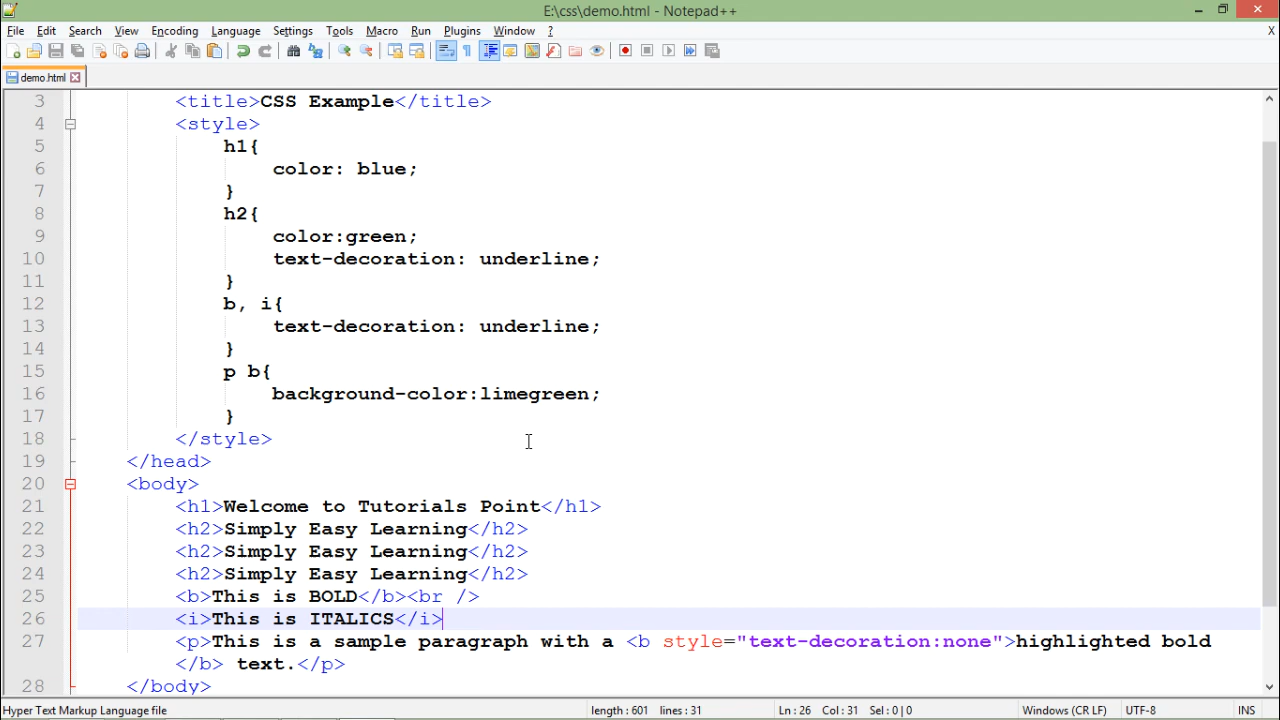 E:\css\demo.html - Notepad++
File Edit Search View Encoding Language Settings Tools Macro Run Plugins Window ? X
demo.html
3 <title>CSS Example</title>
4 <style>
5 h1{
6 color: blue;
7 }
8 h2{
9 color:green;
10 text-decoration: underline;
11 }
12 b, i{
13 text-decoration: underline;
14 }
15 p b{
16 background-color:limegreen;
17 }
18 </style>
19 </head>
20 <body>
21 <h1>Welcome to Tutorials Point</h1>
22 <h2>Simply Easy Learning</h2>
23 <h2>Simply Easy Learning</h2>
24 <h2>Simply Easy Learning</h2>
25 <b>This is BOLD</b><br />
26 <i>This is ITALICS</i>
27 <p>This is a sample paragraph with a <b style="text-decoration:none">highlighted bold
</b> text.</p>
28 </body>
Hyper Text Markup Language file length : 601 lines : 31 Ln : 26 Col : 31 Sel : 0 | 0 Windows (CR LF) UTF-8 INS